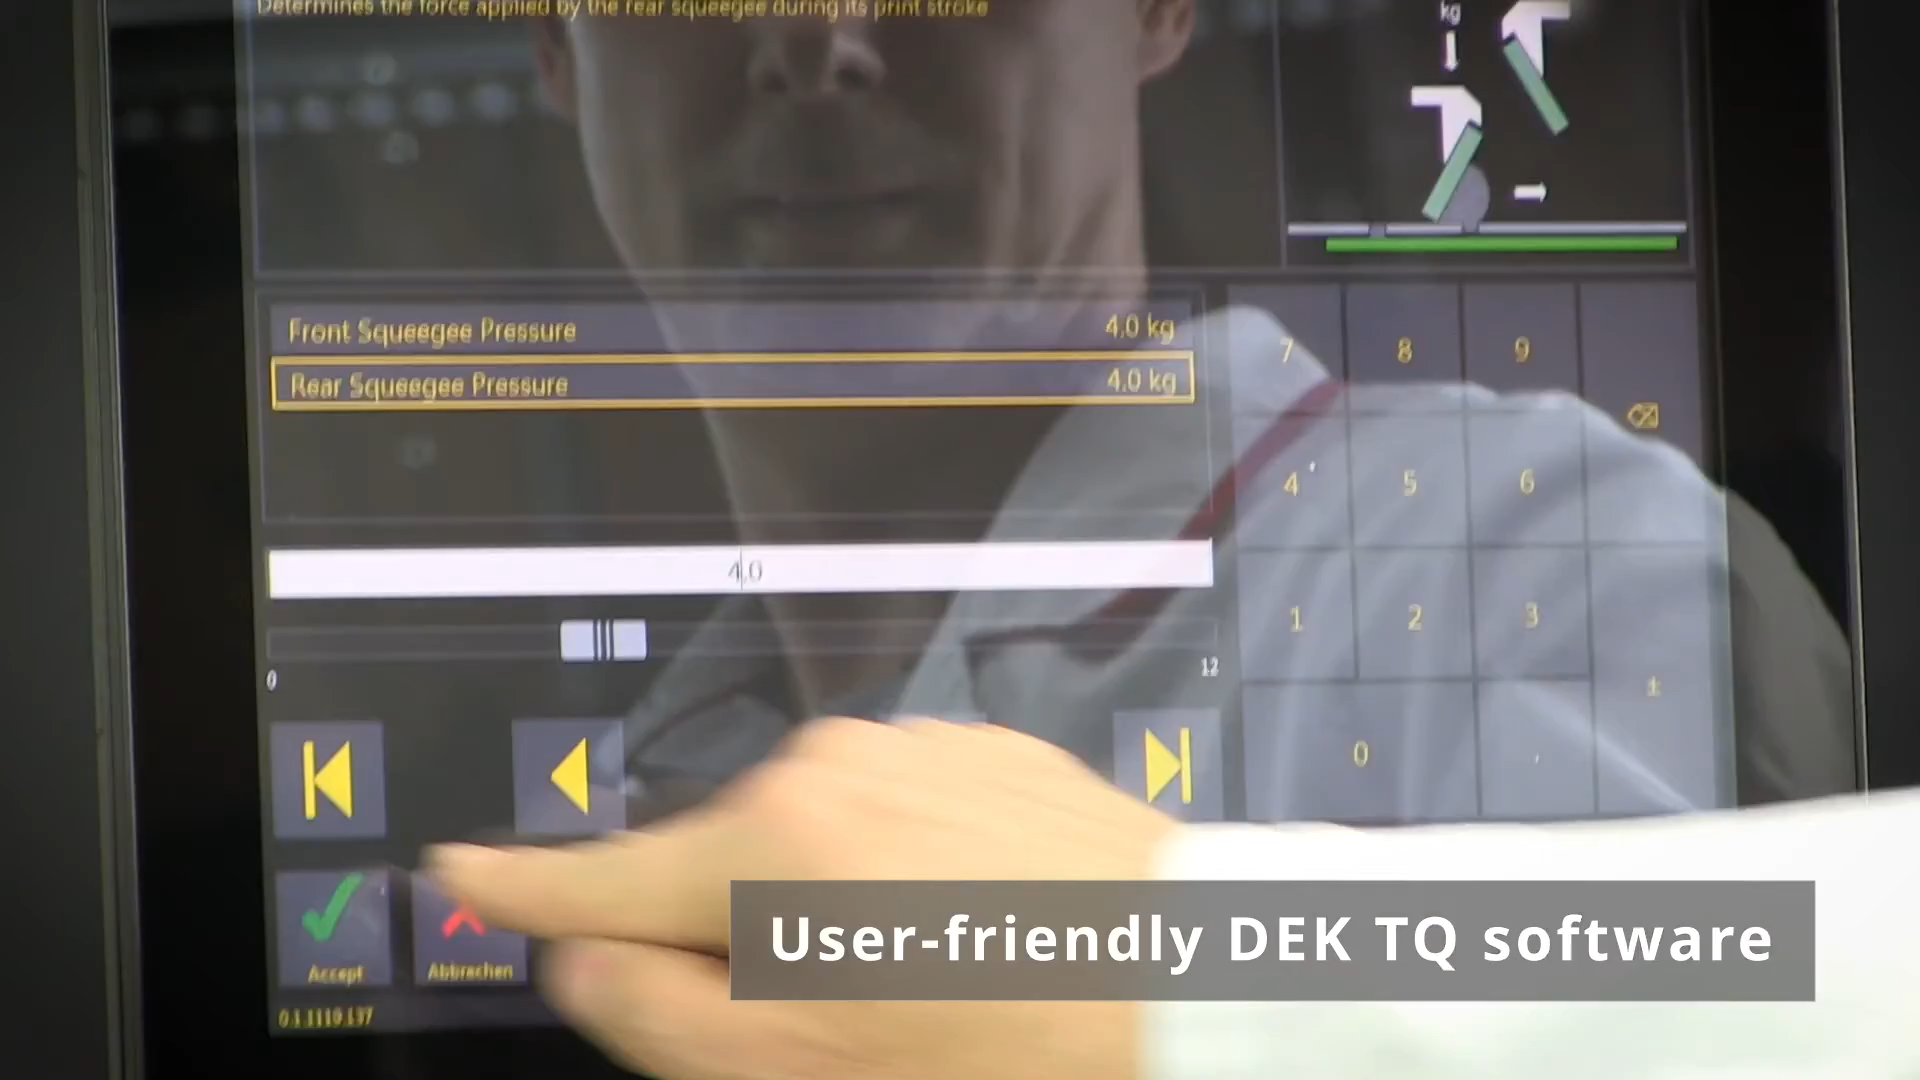 Determines the force applied by the rear squeegee during its print stroke
kg
Front Squeegee Pressure 4.0 kg
Rear Squeegee Pressure 4.0 kg
4.0
0 12
7 8 9
4 5 6
1 2 3
±
0 .
Accept Abbrechen
0.1.1119.137
User-friendly DEK TQ software